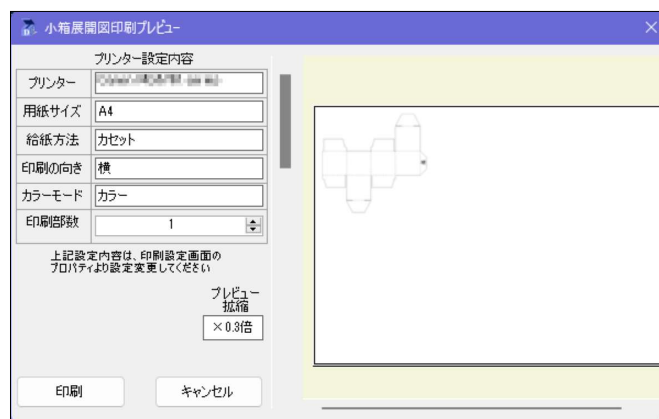 小箱展開図印刷プレビュー
プリンター設定内容
プリンター
用紙サイズ A4
給紙方法 カセット
印刷の向き 横
カラーモード カラー
印刷部数 1
上記設定内容は、印刷設定画面の
プロパティより設定変更してください
プレビュー
拡縮
×0.3倍
印刷 キャンセル